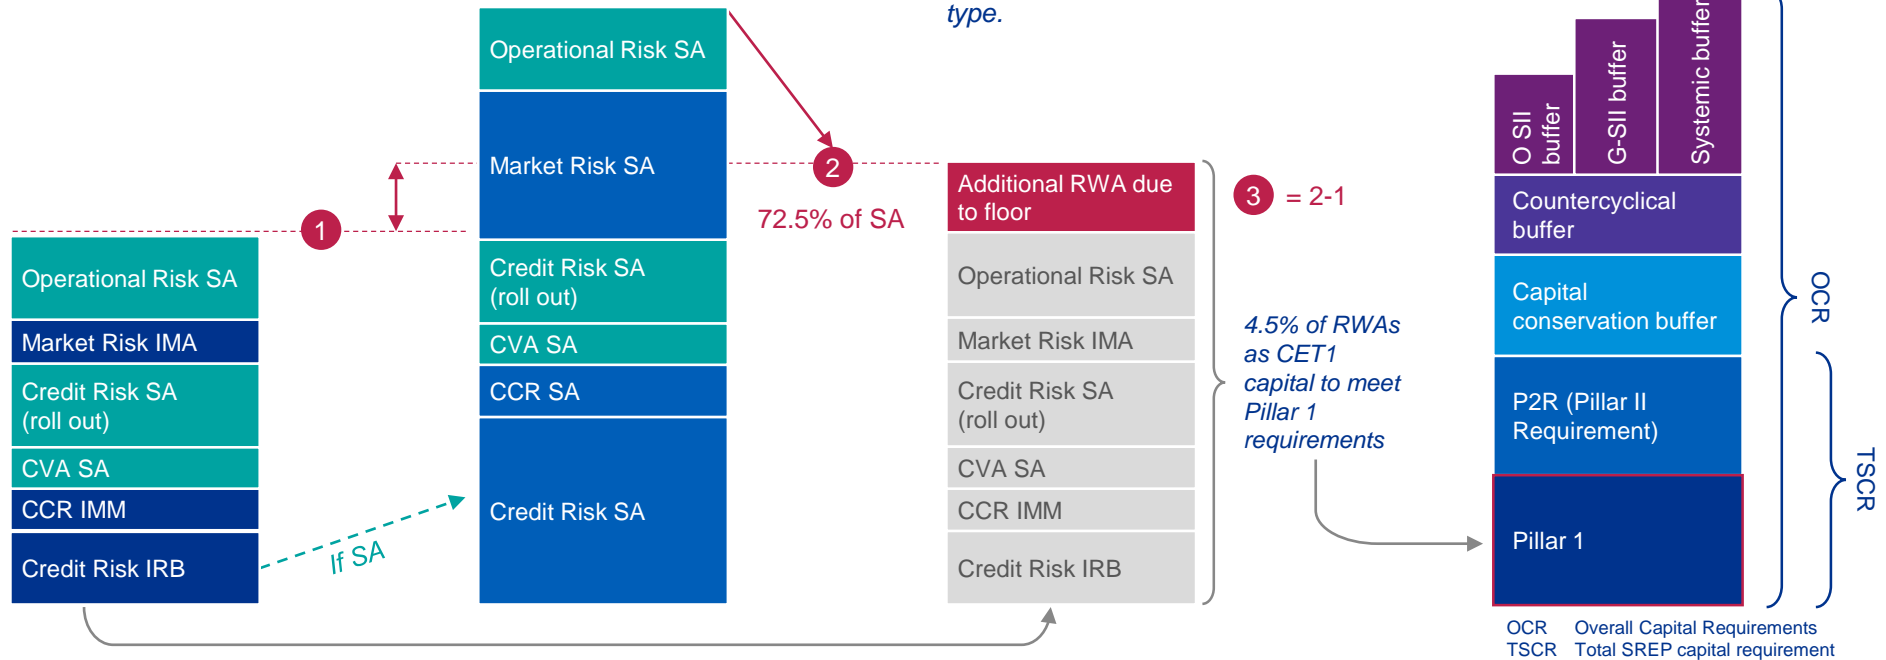 type.
Operational Risk SA
Market Risk IMA
Credit Risk SA
(roll out)
CVA SA
CCR IMM
Credit Risk IRB
1
If SA
Operational Risk SA
Market Risk SA
Credit Risk SA
(roll out)
CVA SA
CCR SA
Credit Risk SA
2
72.5% of SA
Additional RWA due
to floor
Operational Risk SA
Market Risk IMA
Credit Risk SA
(roll out)
CVA SA
CCR IMM
Credit Risk IRB
3 = 2-1
4.5% of RWAs
as CET1
capital to meet
Pillar 1
requirements
O SII
buffer
G-SII buffer
Systemic buffer
Countercyclical
buffer
Capital
conservation buffer
P2R (Pillar II
Requirement)
Pillar 1
OCR
TSCR
OCR Overall Capital Requirements
TSCR Total SREP capital requirement